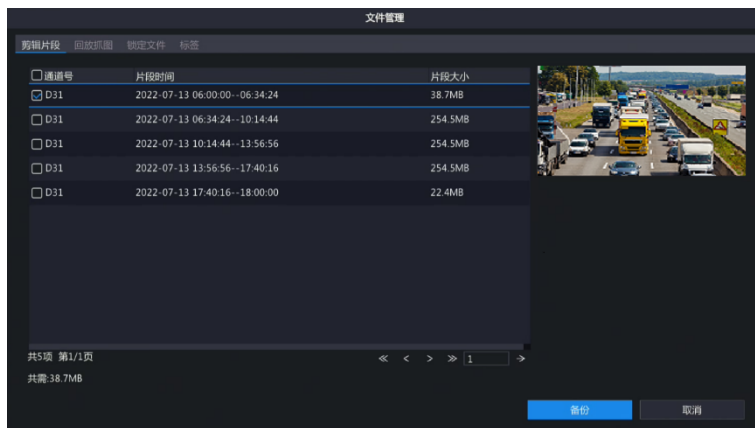 文件管理
剪辑片段 回放抓图 锁定文件 标签
通道号 片段时间 片段大小
D31 2022-07-13 06:00:00--06:34:24 38.7MB
D31 2022-07-13 06:34:24--10:14:44 254.5MB
D31 2022-07-13 10:14:44--13:56:56 254.5MB
D31 2022-07-13 13:56:56--17:40:16 254.5MB
D31 2022-07-13 17:40:16--18:00:00 22.4MB
共5项 第1/1页 1
共需:38.7MB
备份 取消